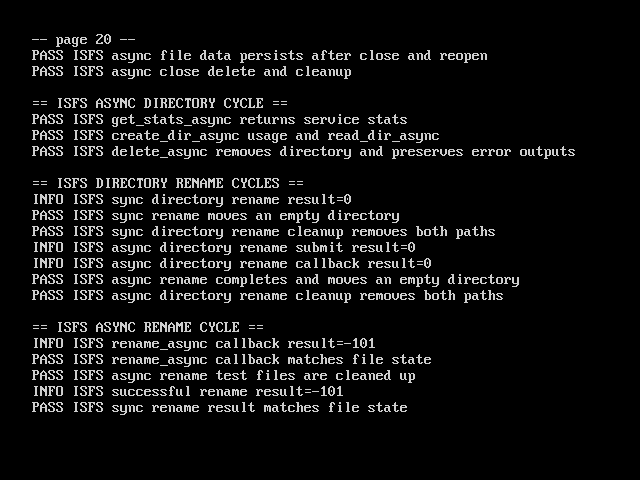 -- page 20 --
PASS ISFS async file data persists after close and reopen
PASS ISFS async close delete and cleanup
== ISFS ASYNC DIRECTORY CYCLE ==
PASS ISFS get_stats_async returns service stats
PASS ISFS create_dir_async usage and read_dir_async
PASS ISFS delete_async removes directory and preserves error outputs
== ISFS DIRECTORY RENAME CYCLES ==
INFO ISFS sync directory rename result=0
PASS ISFS sync rename moves an empty directory
PASS ISFS sync directory rename cleanup removes both paths
INFO ISFS async directory rename submit result=0
INFO ISFS async directory rename callback result=0
PASS ISFS async rename completes and moves an empty directory
PASS ISFS async directory rename cleanup removes both paths
== ISFS ASYNC RENAME CYCLE ==
INFO ISFS rename_async callback result=-101
PASS ISFS rename_async callback matches file state
PASS ISFS async rename test files are cleaned up
INFO ISFS successful rename result=-101
PASS ISFS sync rename result matches file state